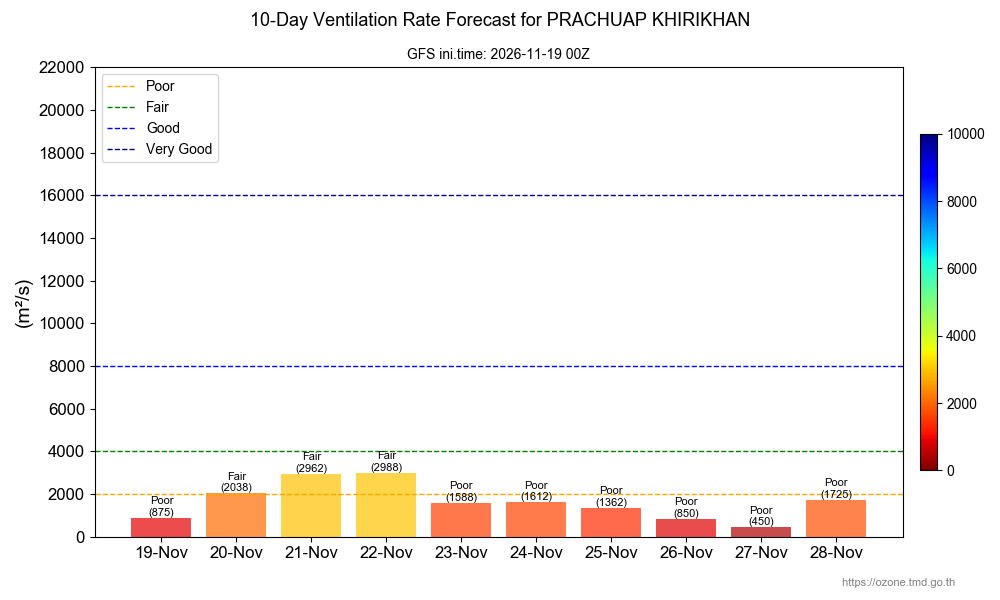 10-Day Ventilation Rate Forecast for PRACHUAP KHIRIKHAN
GFS ini.time: 2026-11-19 00Z
(m²/s)
22000
20000
18000
16000
14000
12000
10000
8000
6000
4000
2000
0
Poor
Fair
Good
Very Good
Poor
(875)
Fair
(2038)
Fair
(2962)
Fair
(2988)
Poor
(1588)
Poor
(1612)
Poor
(1362)
Poor
(850)
Poor
(450)
Poor
(1725)
19-Nov
20-Nov
21-Nov
22-Nov
23-Nov
24-Nov
25-Nov
26-Nov
27-Nov
28-Nov
10000
8000
6000
4000
2000
0
https://ozone.tmd.go.th